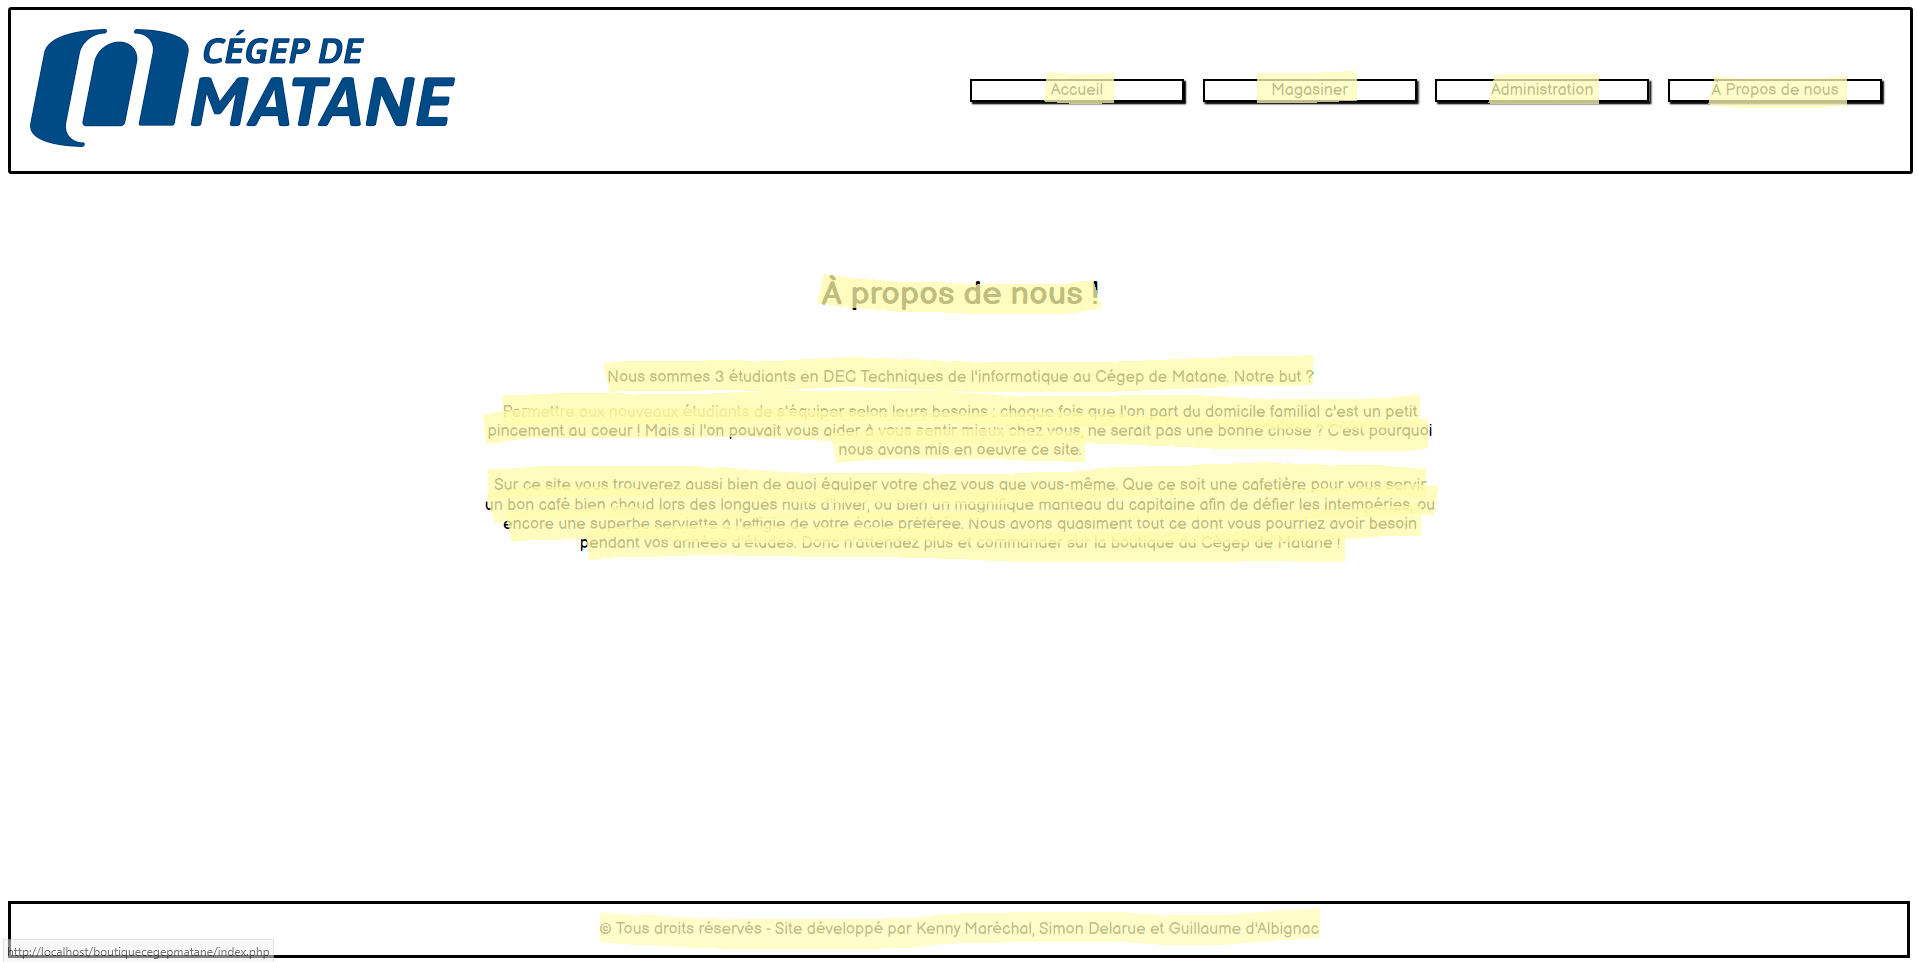 CÉGEP DE
MATANE
Accueil
Magasiner
Administration
À Propos de nous
À propos de nous !
Nous sommes 3 étudiants en DEC Techniques de l'informatique au Cégep de Matane. Notre but ?
Permettre aux nouveaux étudiants de s'équiper selon leurs besoins : chaque fois que l'on part du domicile familial c'est un petit
pincement au coeur ! Mais si l'on pouvait vous aider à vous sentir mieux chez vous, ne serait pas une bonne chose ? C'est pourquoi
nous avons mis en oeuvre ce site.
Sur ce site vous trouverez aussi bien de quoi équiper votre chez vous que vous-même. Que ce soit une cafetière pour vous servir
un bon café bien chaud lors des longues nuits d'hiver, ou bien un magnifique manteau du capitaine afin de défier les intempéries, ou
encore une superbe serviette à l'effigie de votre école préférée. Nous avons quasiment tout ce dont vous pourriez avoir besoin
pendant vos années d'études. Donc n'attendez plus et commander sur la boutique du Cégep de Matane !
© Tous droits réservés - Site développé par Kenny Maréchal, Simon Delarue et Guillaume d'Albignac
http://localhost/boutiquecegepmatane/index.php